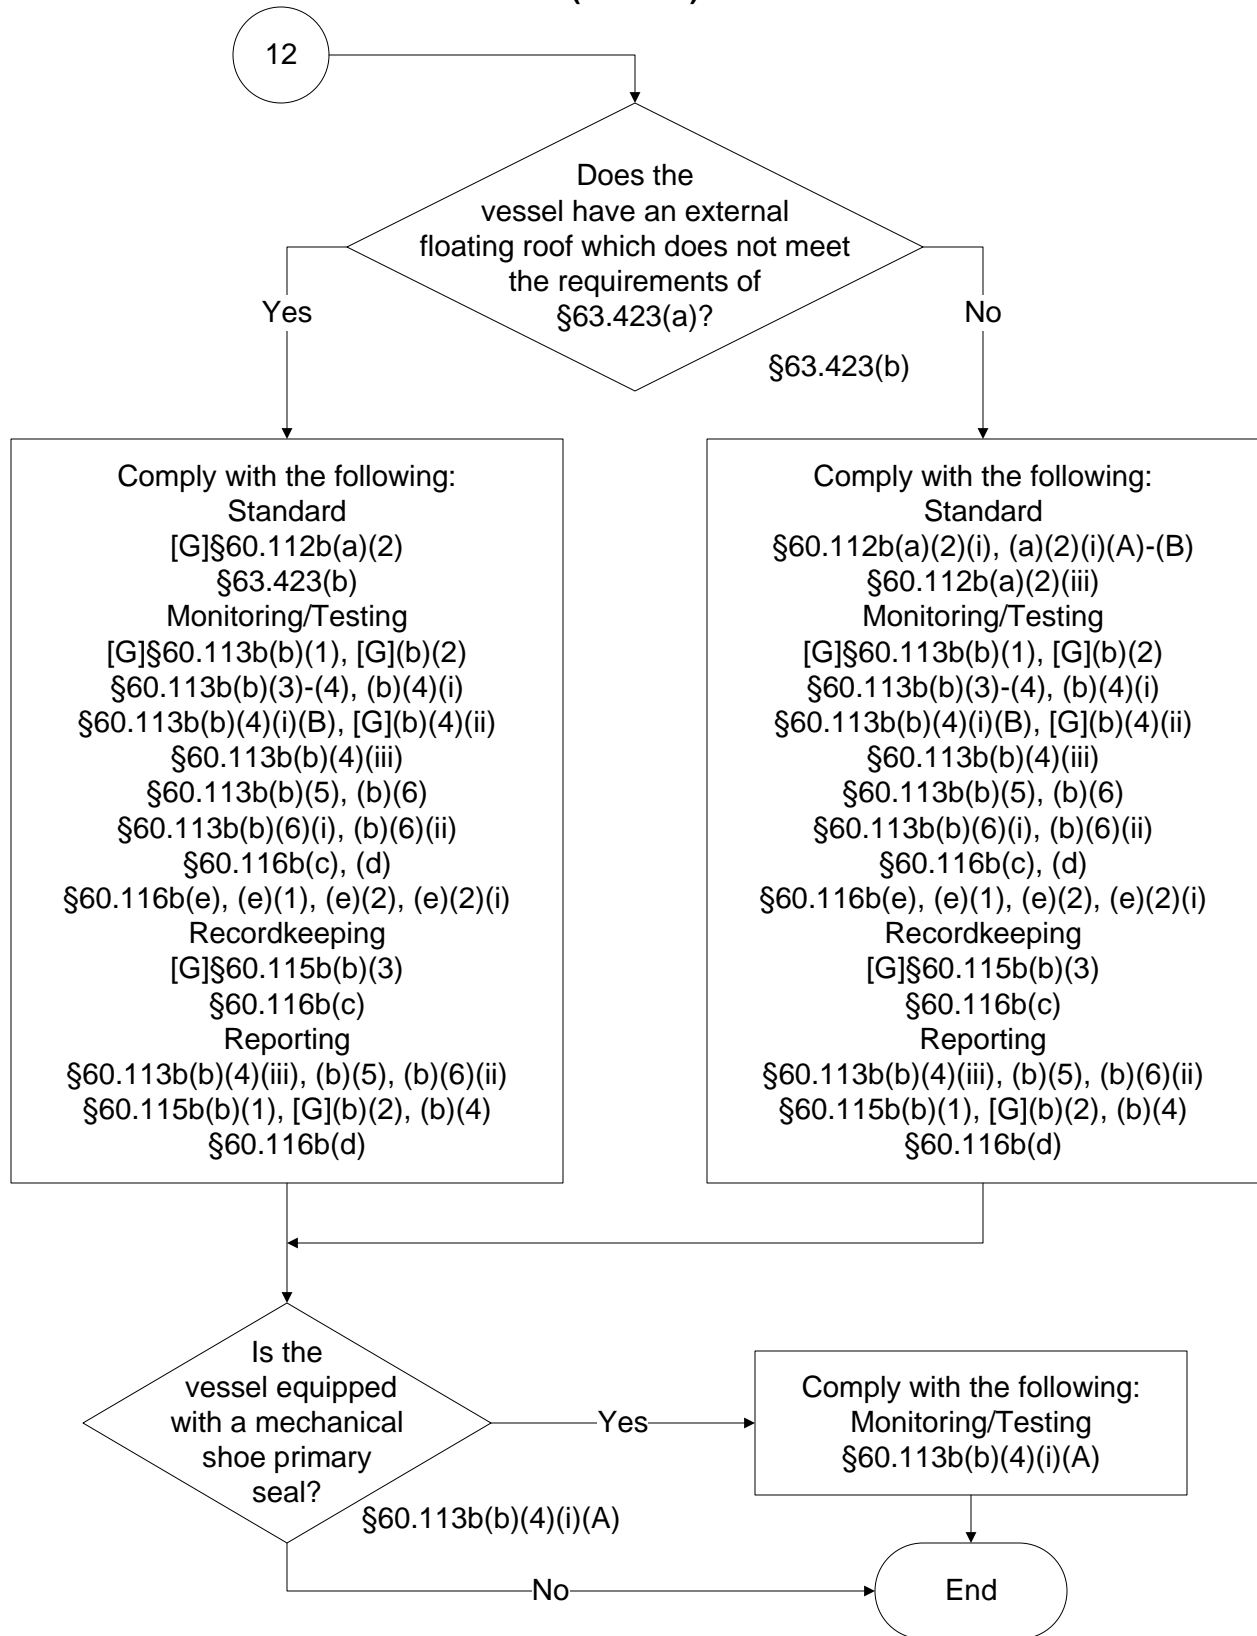 12
Does the
vessel have an external
floating roof which does not meet
the requirements of
§63.423(a)?
Yes
No
§63.423(b)
Comply with the following:
Standard
[G]§60.112b(a)(2)
§63.423(b)
Monitoring/Testing
[G]§60.113b(b)(1), [G](b)(2)
§60.113b(b)(3)-(4), (b)(4)(i)
§60.113b(b)(4)(i)(B), [G](b)(4)(ii)
§60.113b(b)(4)(iii)
§60.113b(b)(5), (b)(6)
§60.113b(b)(6)(i), (b)(6)(ii)
§60.116b(c), (d)
§60.116b(e), (e)(1), (e)(2), (e)(2)(i)
Recordkeeping
[G]§60.115b(b)(3)
§60.116b(c)
Reporting
§60.113b(b)(4)(iii), (b)(5), (b)(6)(ii)
§60.115b(b)(1), [G](b)(2), (b)(4)
§60.116b(d)
Comply with the following:
Standard
§60.112b(a)(2)(i), (a)(2)(i)(A)-(B)
§60.112b(a)(2)(iii)
Monitoring/Testing
[G]§60.113b(b)(1), [G](b)(2)
§60.113b(b)(3)-(4), (b)(4)(i)
§60.113b(b)(4)(i)(B), [G](b)(4)(ii)
§60.113b(b)(4)(iii)
§60.113b(b)(5), (b)(6)
§60.113b(b)(6)(i), (b)(6)(ii)
§60.116b(c), (d)
§60.116b(e), (e)(1), (e)(2), (e)(2)(i)
Recordkeeping
[G]§60.115b(b)(3)
§60.116b(c)
Reporting
§60.113b(b)(4)(iii), (b)(5), (b)(6)(ii)
§60.115b(b)(1), [G](b)(2), (b)(4)
§60.116b(d)
Is the
vessel equipped
with a mechanical
shoe primary
seal?
Yes
§60.113b(b)(4)(i)(A)
No
Comply with the following:
Monitoring/Testing
§60.113b(b)(4)(i)(A)
End